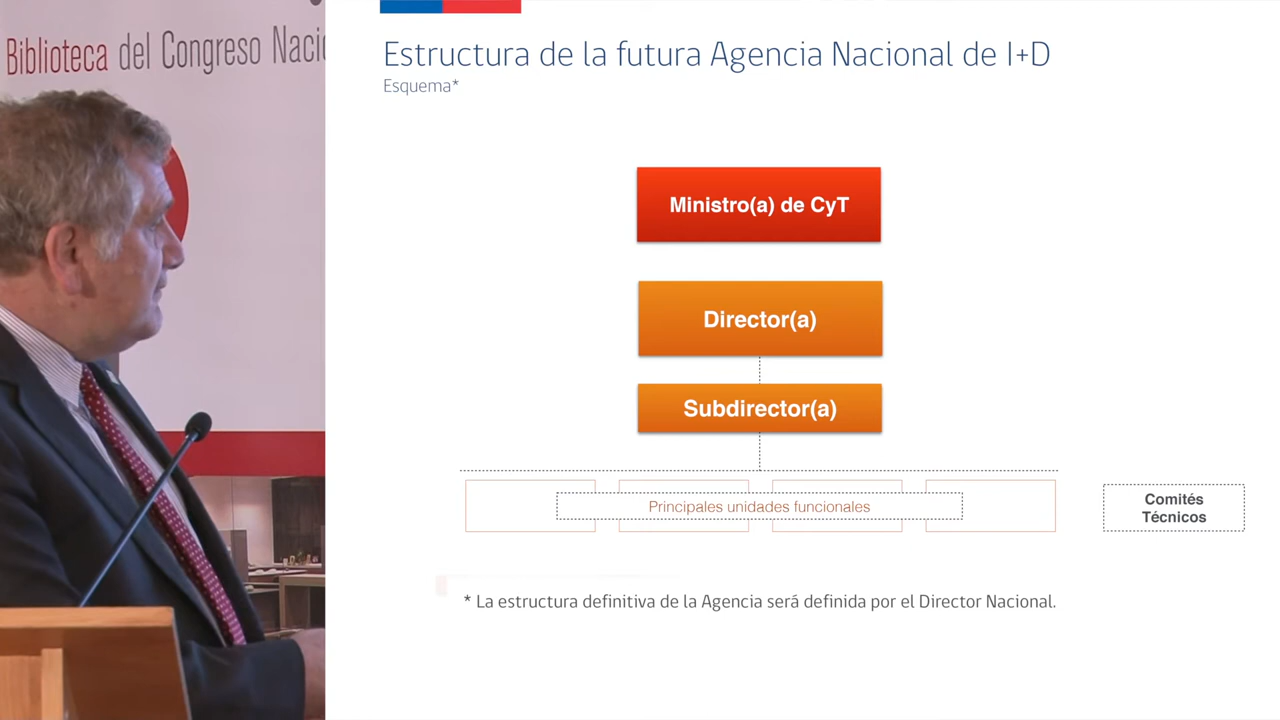 Biblioteca del Congreso
Estructura de la futura Agencia Nacional de I+D
Esquema*
Ministro(a) de CyT
Director(a)
Subdirector(a)
Principales unidades funcionales
Comités
Técnicos
* La estructura definitiva de la Agencia será definida por el Director Nacional.